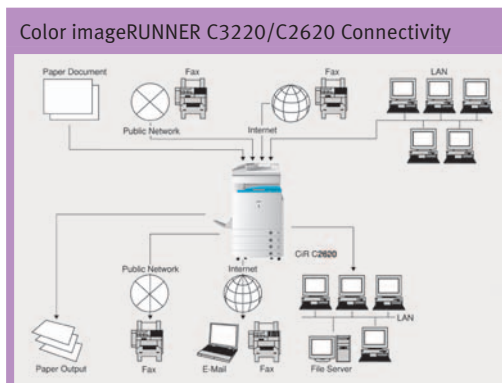 Color imageRUNNER C3220/C2620 Connectivity
Paper Document
Fax
Fax
LAN
Public Network
Internet
CiR C2620
Public Network
Internet
LAN
Paper Output
Fax
E-Mail
Fax
File Server